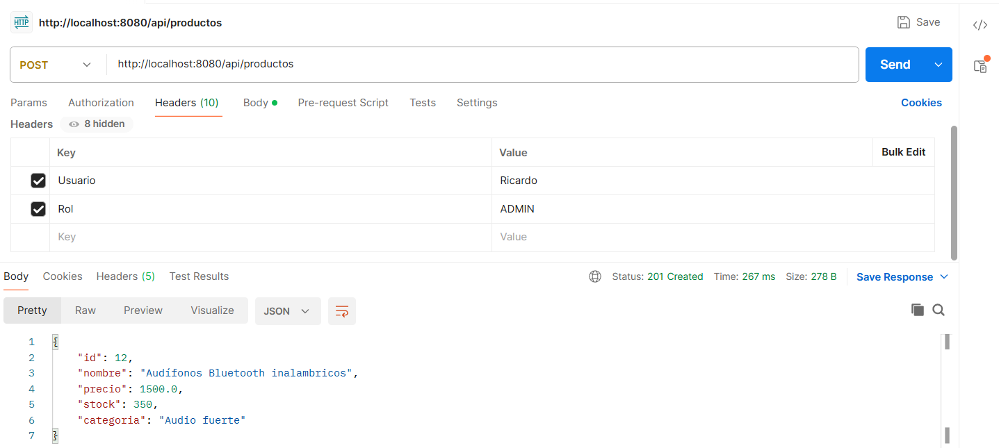 HTTP http://localhost:8080/api/productos Save
POST http://localhost:8080/api/productos Send
Params Authorization Headers (10) Body Pre-request Script Tests Settings Cookies
Headers 8 hidden
Key Value Bulk Edit
Usuario Ricardo
Rol ADMIN
Key Value
Body Cookies Headers (5) Test Results Status: 201 Created Time: 267 ms Size: 278 B Save Response
Pretty Raw Preview Visualize JSON
1 {
2 "id": 12,
3 "nombre": "Audífonos Bluetooth inalambricos",
4 "precio": 1500.0,
5 "stock": 350,
6 "categoria": "Audio fuerte"
7 }